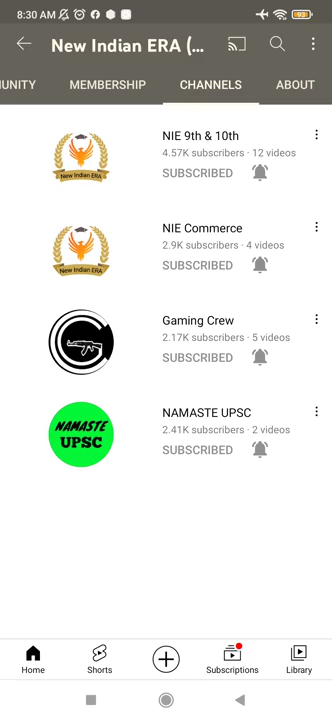 8:30 AM
93
New Indian ERA (...
UNITY MEMBERSHIP CHANNELS ABOUT
New Indian ERA
NIE 9th & 10th
4.57K subscribers · 12 videos
SUBSCRIBED
New Indian ERA
NIE Commerce
2.9K subscribers · 4 videos
SUBSCRIBED
Gaming Crew
2.17K subscribers · 5 videos
SUBSCRIBED
NAMASTE
UPSC
NAMASTE UPSC
2.41K subscribers · 2 videos
SUBSCRIBED
Home Shorts Subscriptions Library